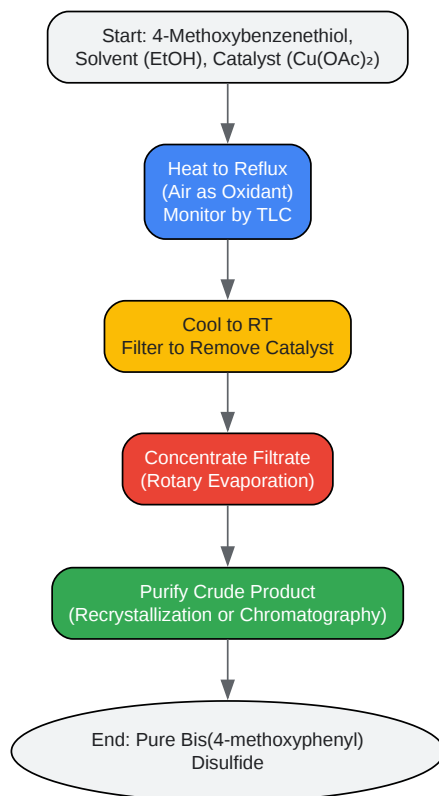 Start: 4-Methoxybenzenethiol,
Solvent (EtOH), Catalyst (Cu(OAc)₂)
Heat to Reflux
(Air as Oxidant)
Monitor by TLC
Cool to RT
Filter to Remove Catalyst
Concentrate Filtrate
(Rotary Evaporation)
Purify Crude Product
(Recrystallization or Chromatography)
End: Pure Bis(4-methoxyphenyl)
Disulfide